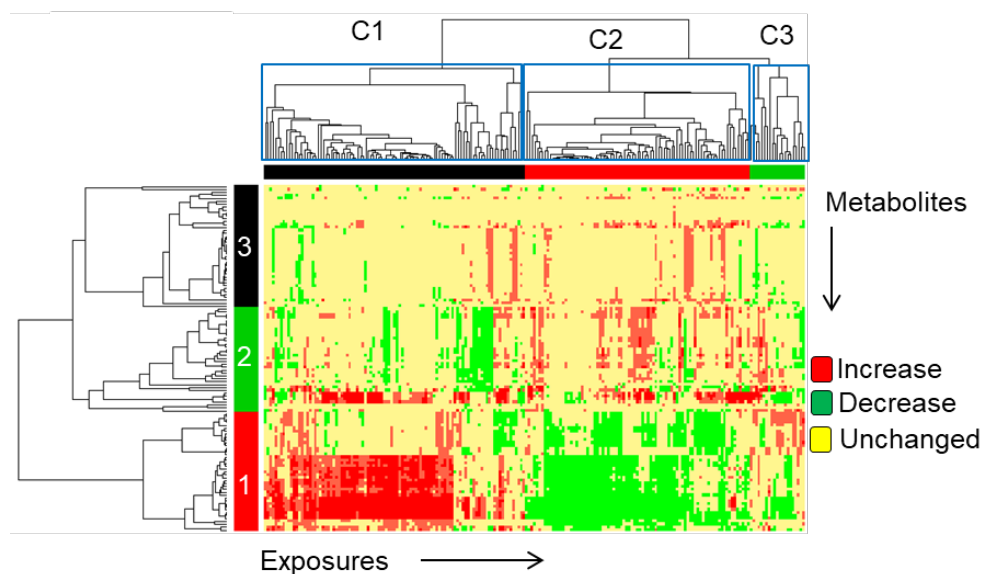 C1
C2
C3
3
2
1
Metabolites
Increase
Decrease
Unchanged
Exposures